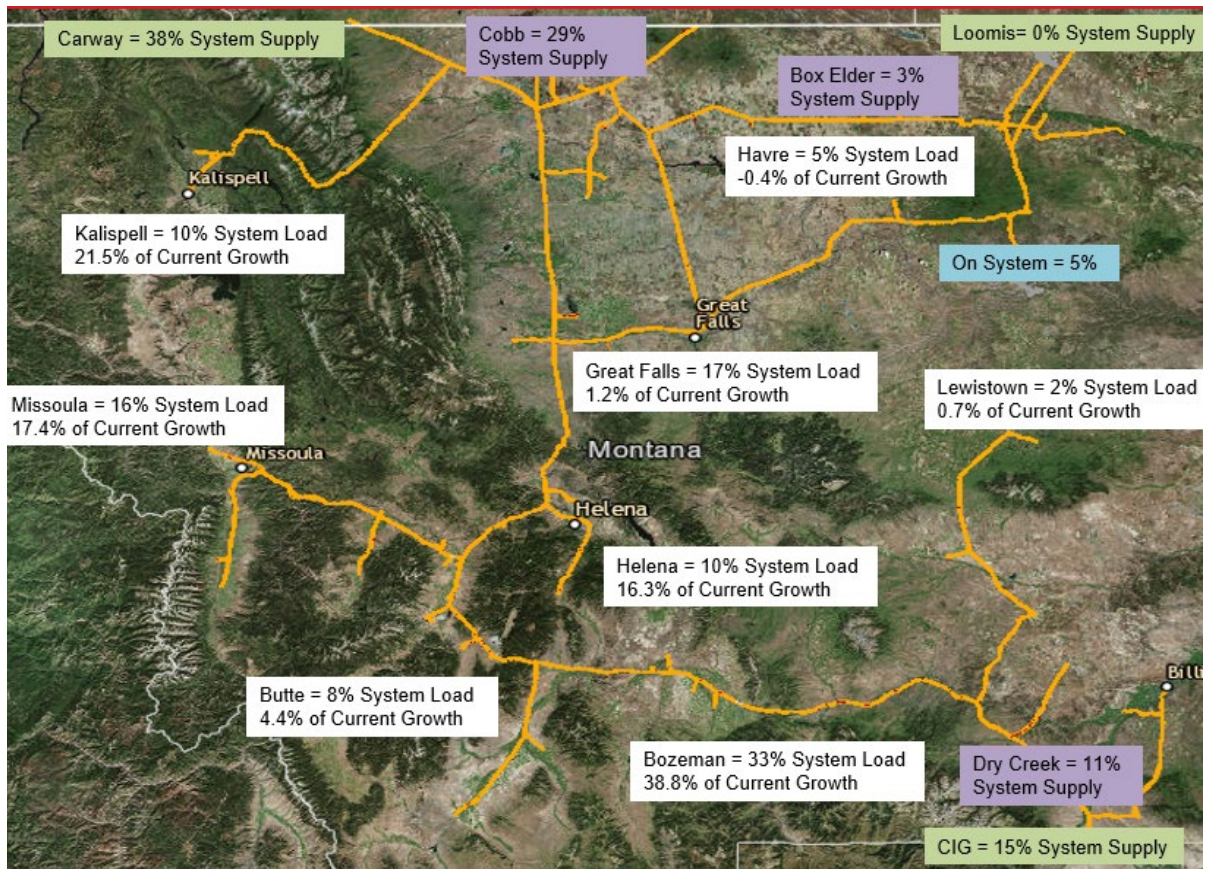 Carway = 38% System Supply
Cobb = 29%
System Supply
Loomis= 0% System Supply
Box Elder = 3%
System Supply
Havre = 5% System Load
-0.4% of Current Growth
Kalispell
Kalispell = 10% System Load
21.5% of Current Growth
On System = 5%
Great
Falls
Great Falls = 17% System Load
1.2% of Current Growth
Lewistown = 2% System Load
0.7% of Current Growth
Missoula = 16% System Load
17.4% of Current Growth
Missoula
Montana
Helena
Helena = 10% System Load
16.3% of Current Growth
Billi
Butte = 8% System Load
4.4% of Current Growth
Bozeman = 33% System Load
38.8% of Current Growth
Dry Creek = 11%
System Supply
CIG = 15% System Supply